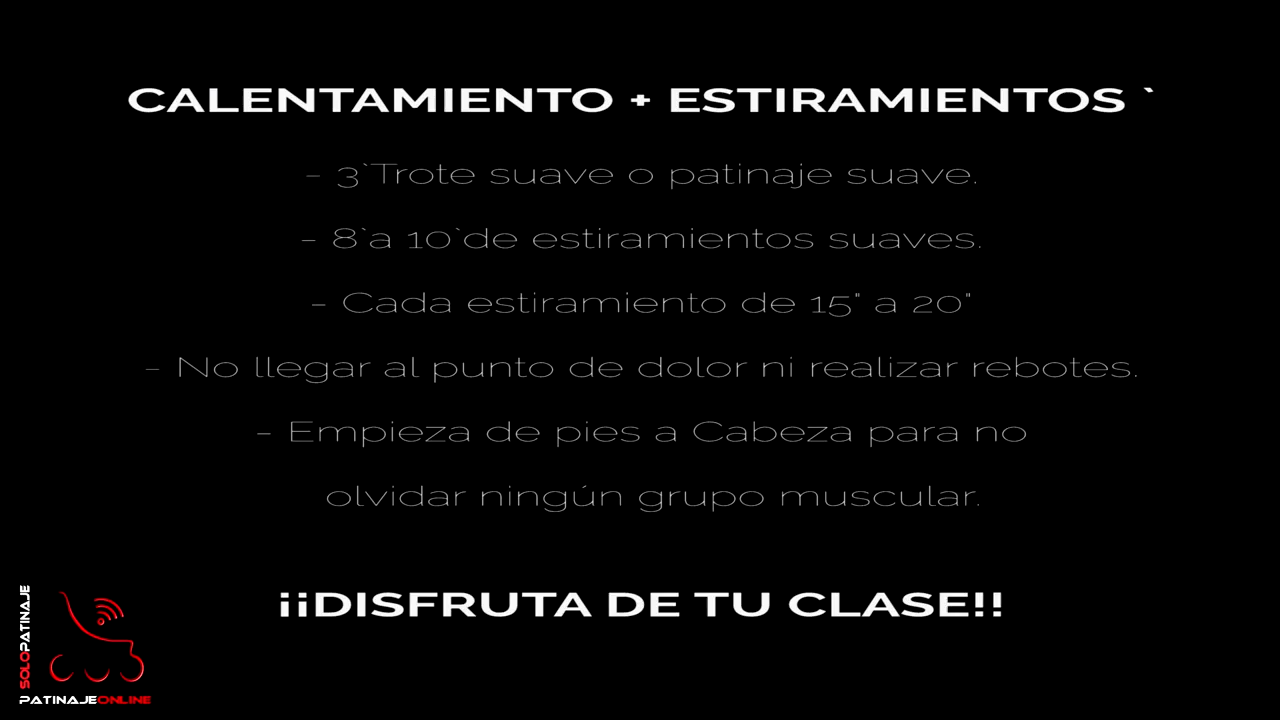 CALENTAMIENTO + ESTIRAMIENTOS `
- 3`Trote suave o patinaje suave.
- 8`a 10`de estiramientos suaves.
- Cada estiramiento de 15" a 20"
- No llegar al punto de dolor ni realizar rebotes.
- Empieza de pies a Cabeza para no
olvidar ningún grupo muscular.
¡¡DISFRUTA DE TU CLASE!!
SOLOPATINAJE
PATINAJEONLINE